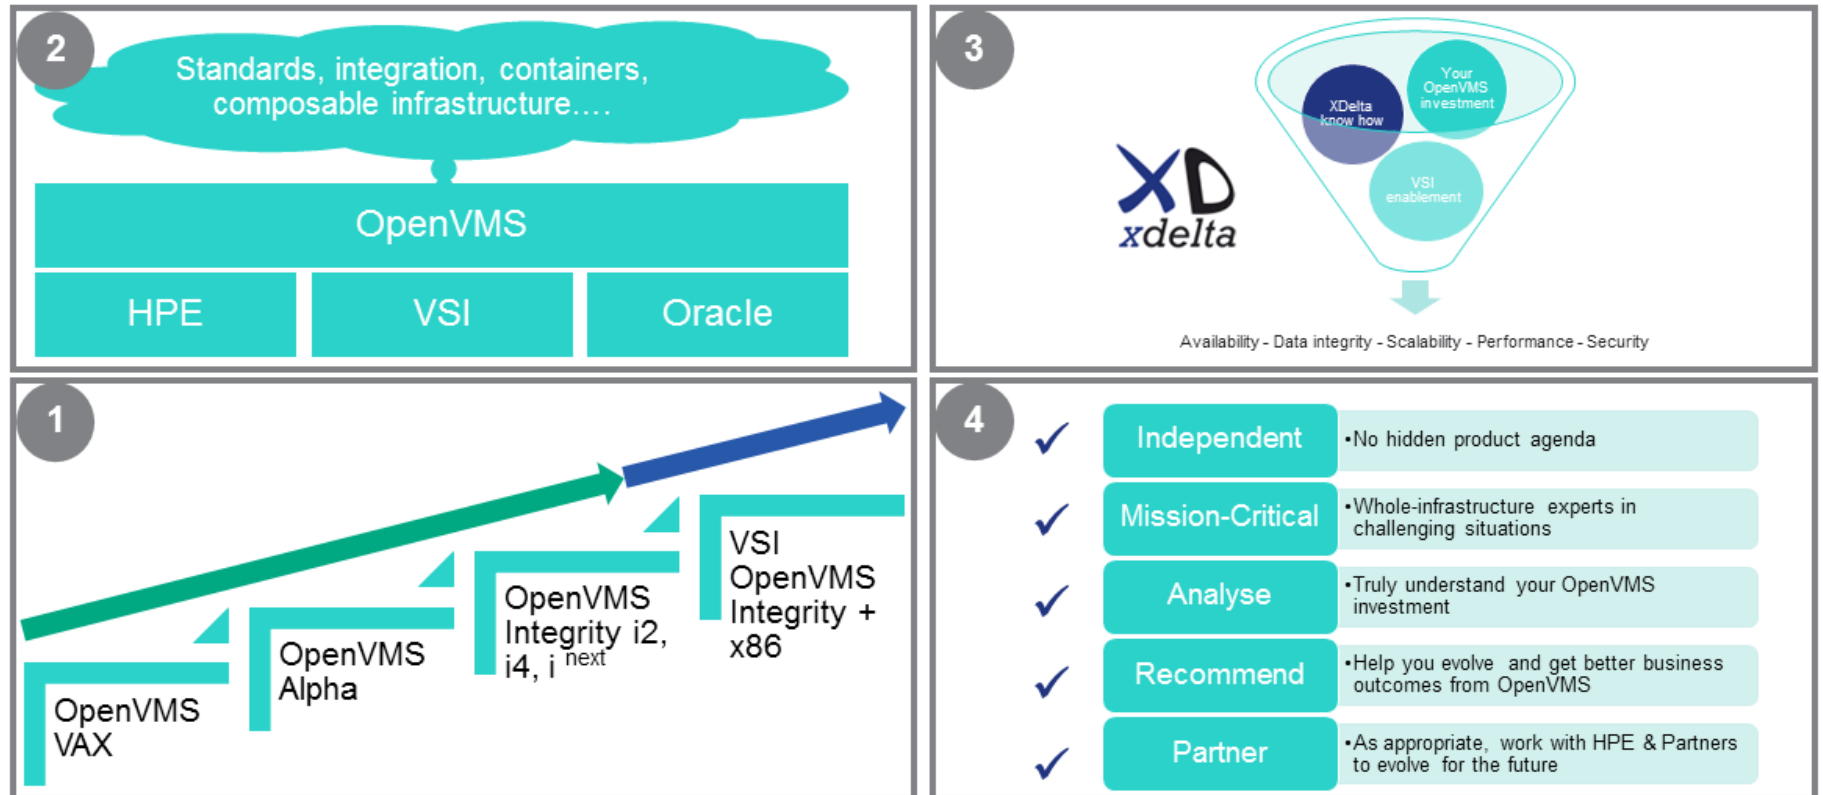 2
Standards, integration, containers,
composable infrastructure....
OpenVMS
HPE
VSI
Oracle
3
XD
xdelta
XDelta
know how
Your
OpenVMS
investment
VSI
enablement
Availability - Data integrity - Scalability - Performance - Security
1
OpenVMS
VAX
OpenVMS
Alpha
OpenVMS
Integrity i2,
i4, i next
VSI
OpenVMS
Integrity +
x86
4
✓ Independent
•No hidden product agenda
✓ Mission-Critical
•Whole-infrastructure experts in
challenging situations
✓ Analyse
•Truly understand your OpenVMS
investment
✓ Recommend
•Help you evolve and get better business
outcomes from OpenVMS
✓ Partner
•As appropriate, work with HPE & Partners
to evolve for the future